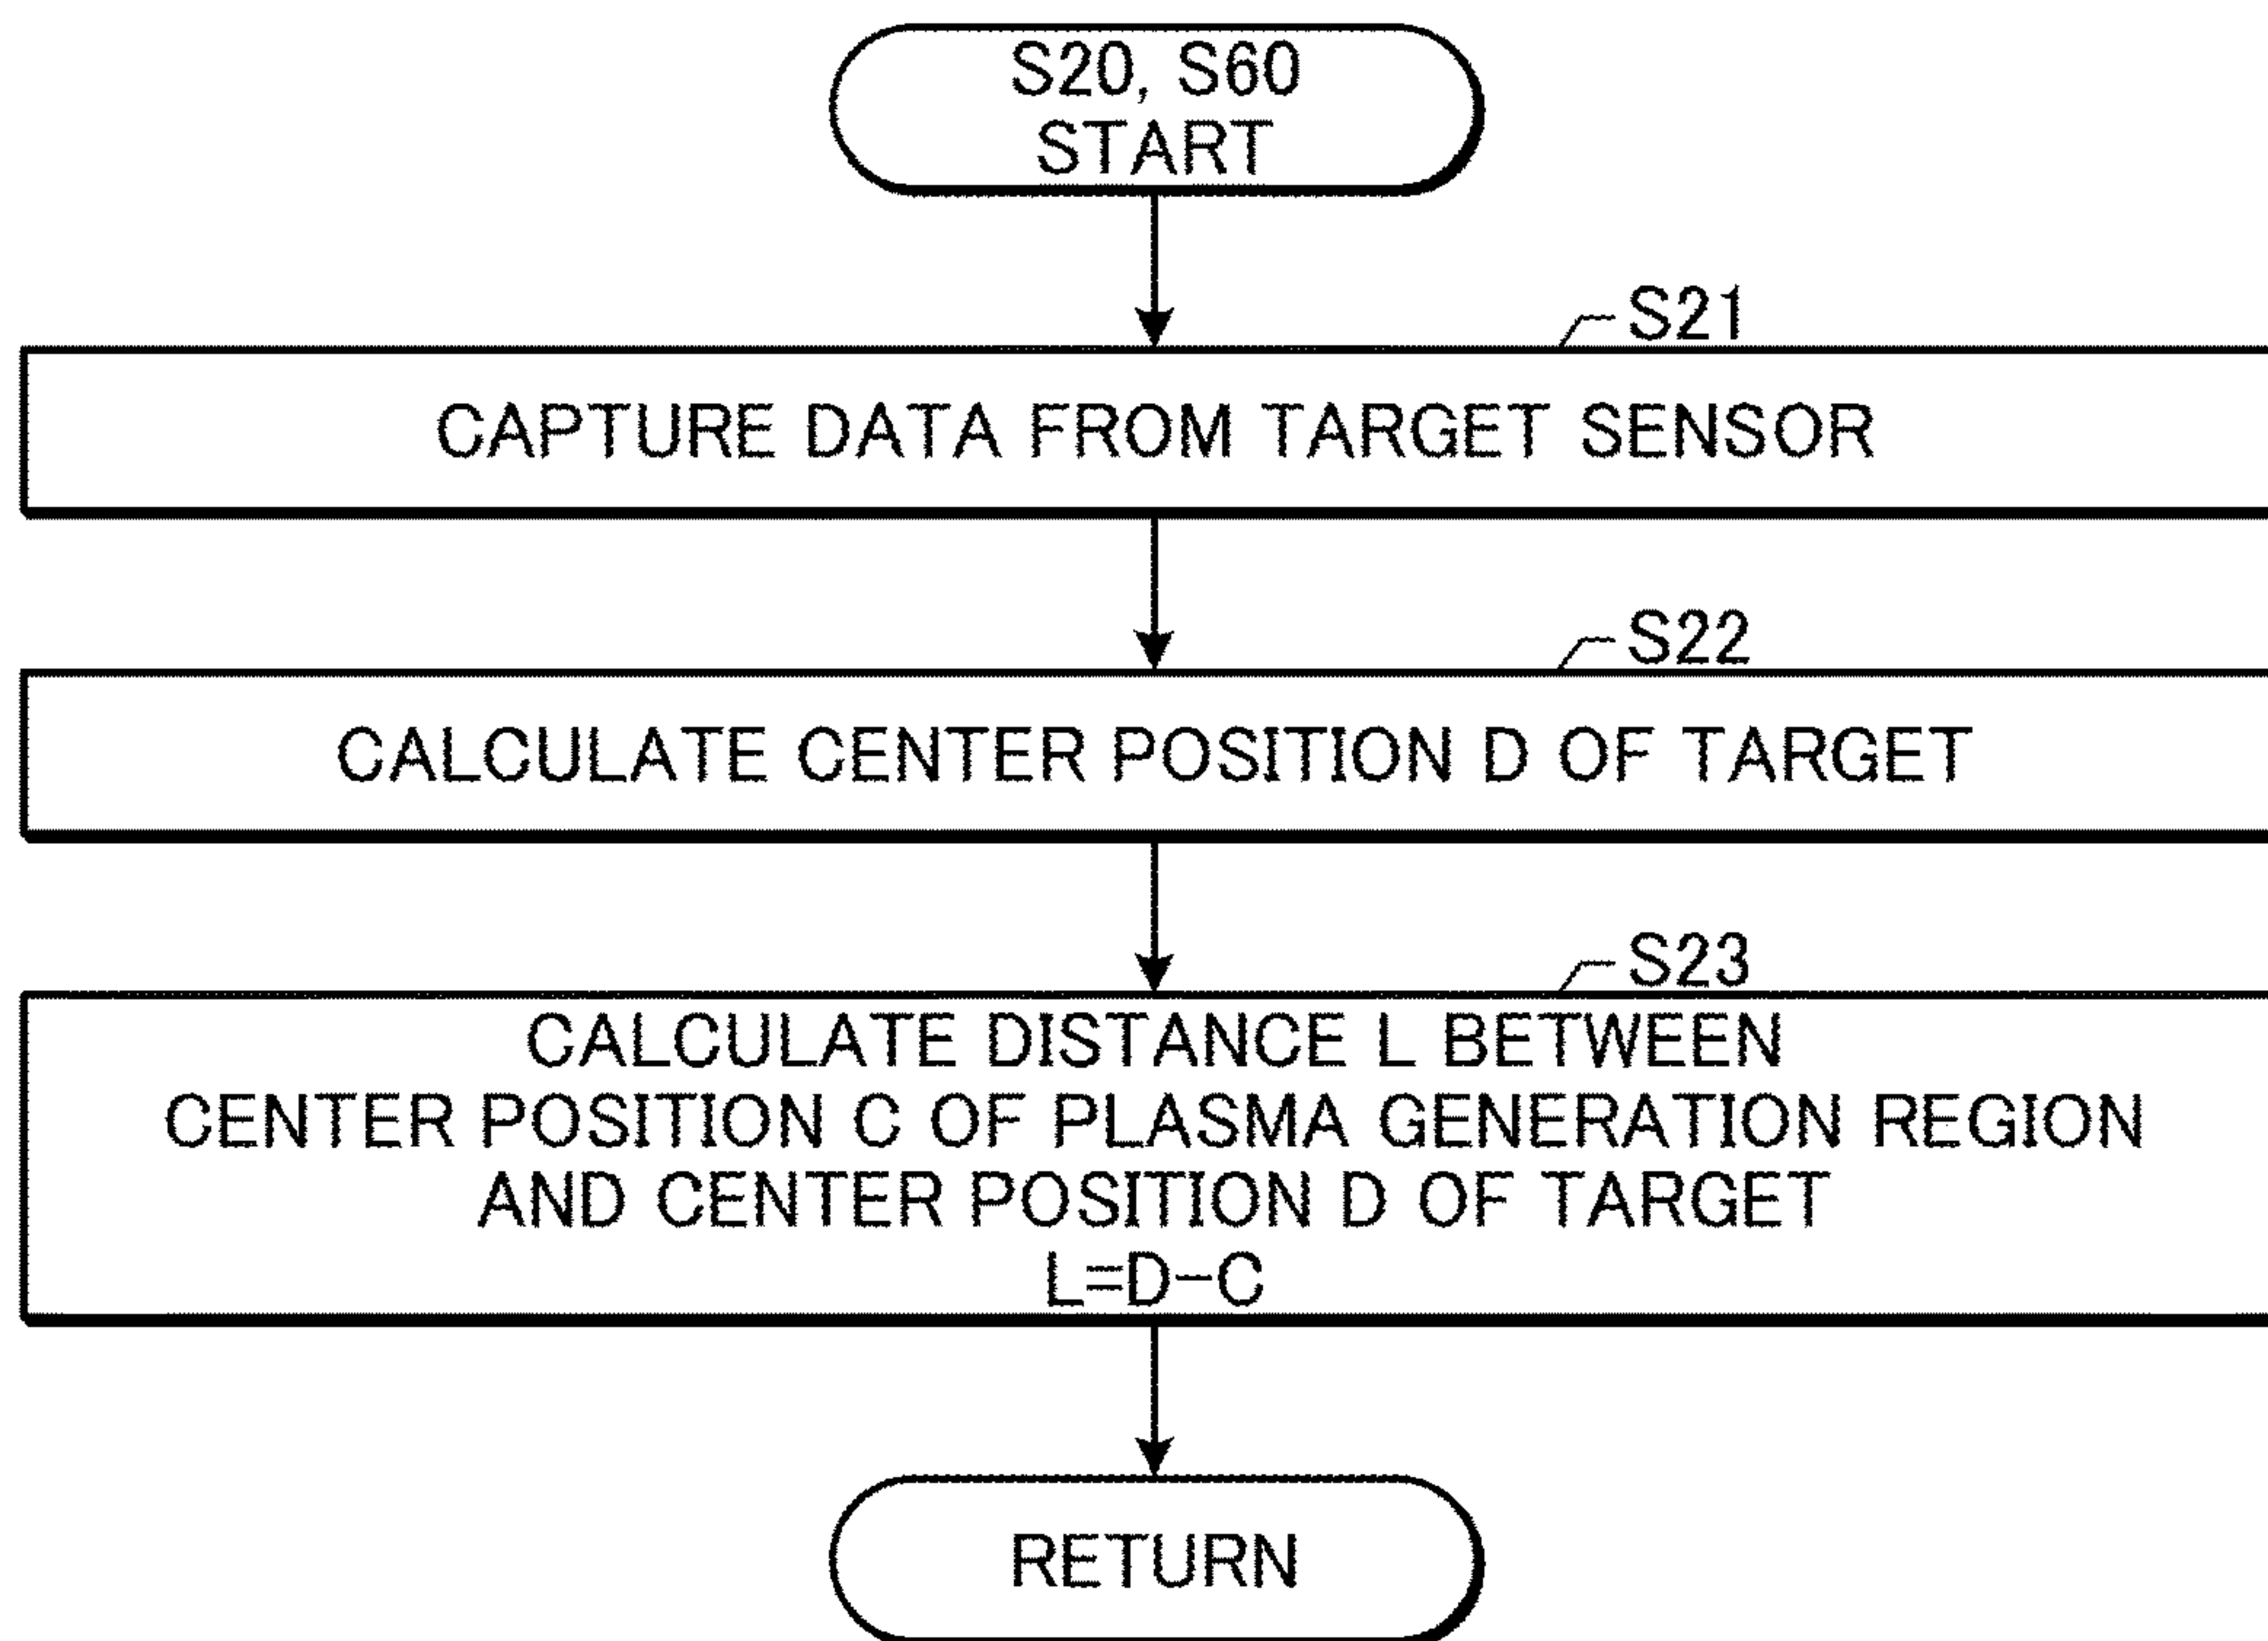 S20, S60
START
S21
CAPTURE DATA FROM TARGET SENSOR
S22
CALCULATE CENTER POSITION D OF TARGET
S23
CALCULATE DISTANCE L BETWEEN
CENTER POSITION C OF PLASMA GENERATION REGION
AND CENTER POSITION D OF TARGET
L=D−C
RETURN